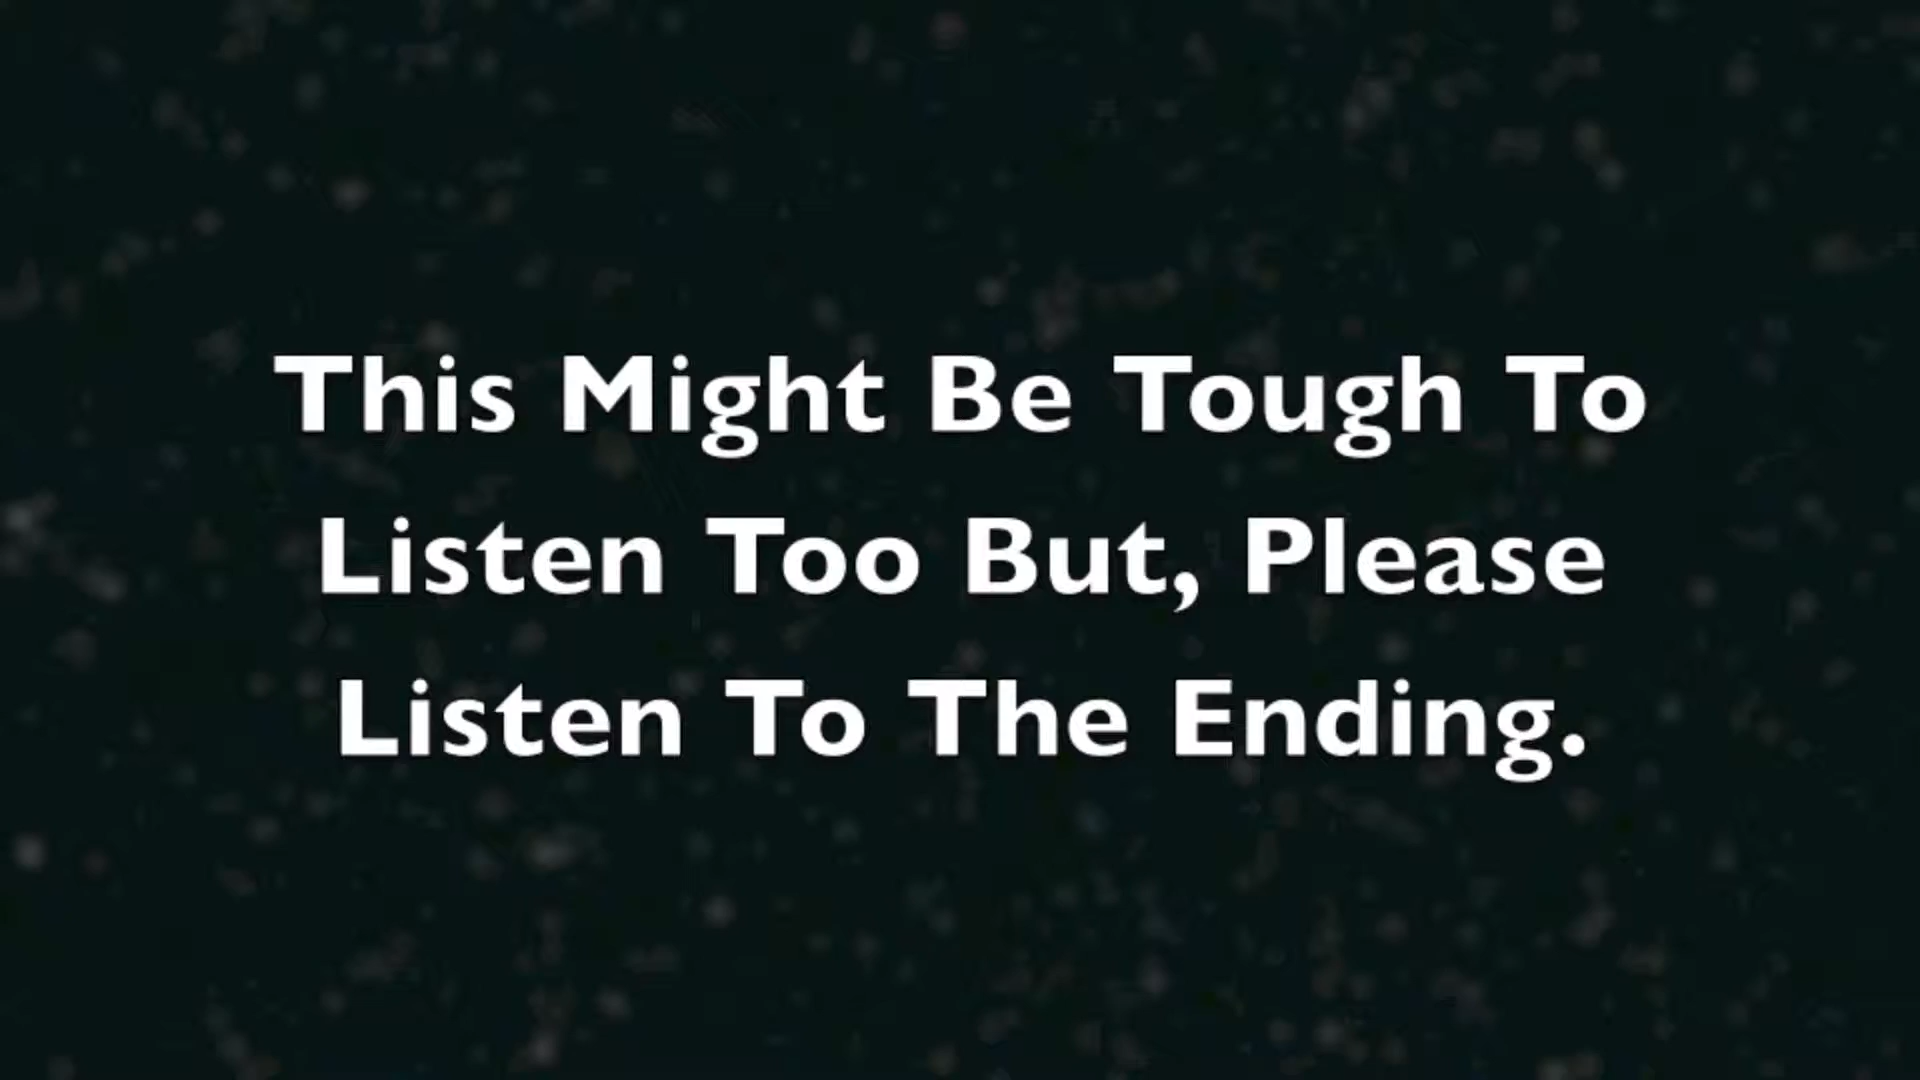 This Might Be Tough To
Listen Too But, Please
Listen To The Ending.